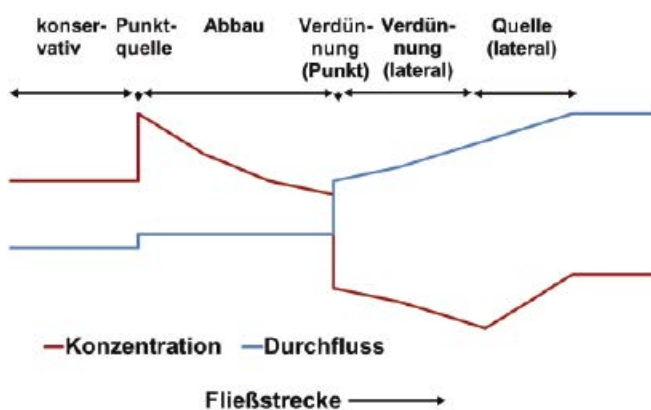 konser-
vativ
Punkt-
quelle
Abbau
Verdün-
nung
(Punkt)
Verdün-
nung
(lateral)
Quelle
(lateral)
Konzentration
Durchfluss
Fließstrecke